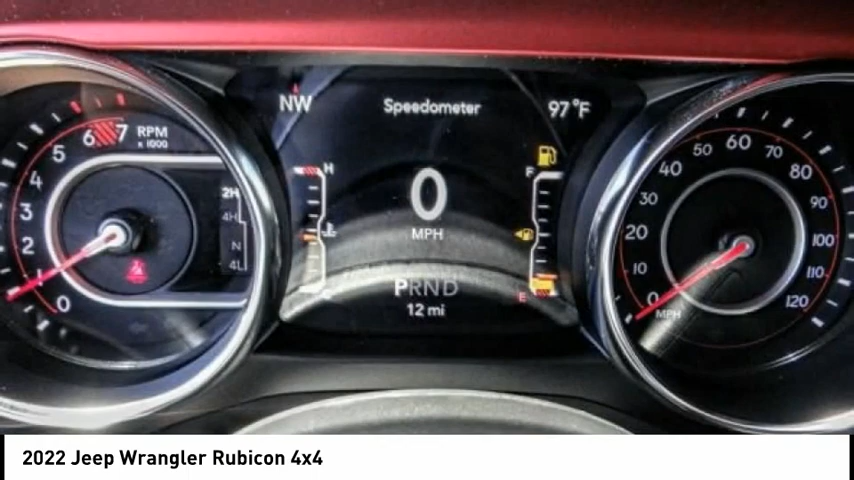 NW
Speedometer
97 °F
0
MPH
PRND
12 mi
H
C
F
E
RPM
x 1000
0
1
2
3
4
5
6
7
2H
4H
N
4L
0
10
20
30
40
50
60
70
80
90
100
110
120
MPH
2022 Jeep Wrangler Rubicon 4x4